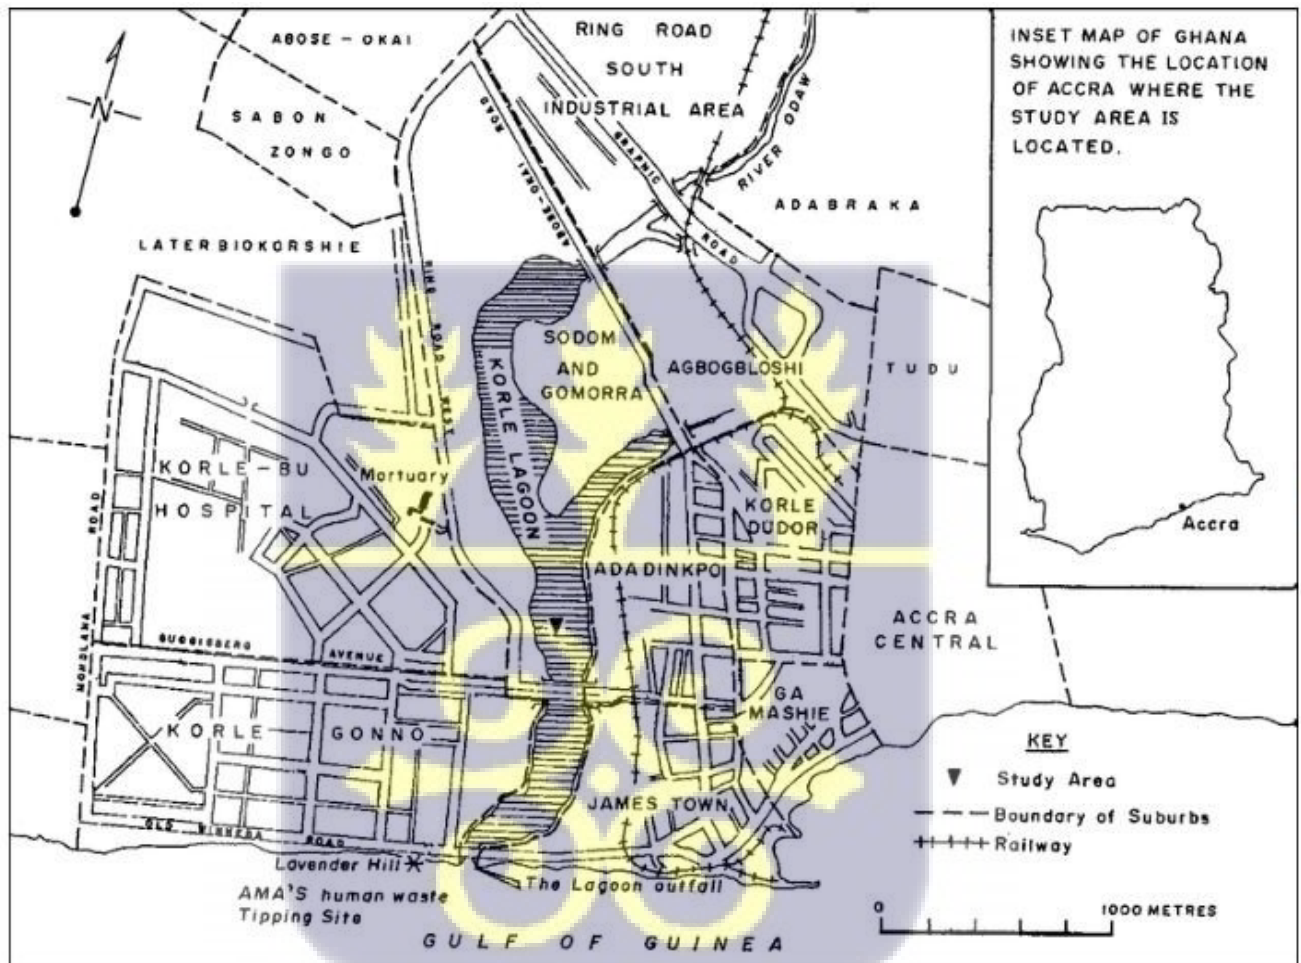 ABOSE-OKAI
RING ROAD
SOUTH
INDUSTRIAL AREA
SABON
ZONGO
N
ROAD
ABOSE-OKAI
GRAPHIC
ROAD
RIVER ODAW
ADABRAKA
LATERBIOKORSHIE
RING ROAD WEST
SODOM
AND
GOMORRA
AGBOGBLOSHI
TUDU
KORLE LAGOON
KORLE-BU
HOSPITAL
Mortuary
KORLE
DUDOR
ADADINKPO
ACCRA
CENTRAL
ROAD
GUGGISBERG
AVENUE
GA
MASHIE
KORLE GONNO
JAMES TOWN
OLD WINNEBA
ROAD
Lavender Hill
The Lagoon outfall
AMA'S human waste
Tipping Site
GULF OF GUINEA
INSET MAP OF GHANA
SHOWING THE LOCATION
OF ACCRA WHERE THE
STUDY AREA IS
LOCATED.
Accra
KEY
Study Area
Boundary of Suburbs
Railway
0 1000 METRES